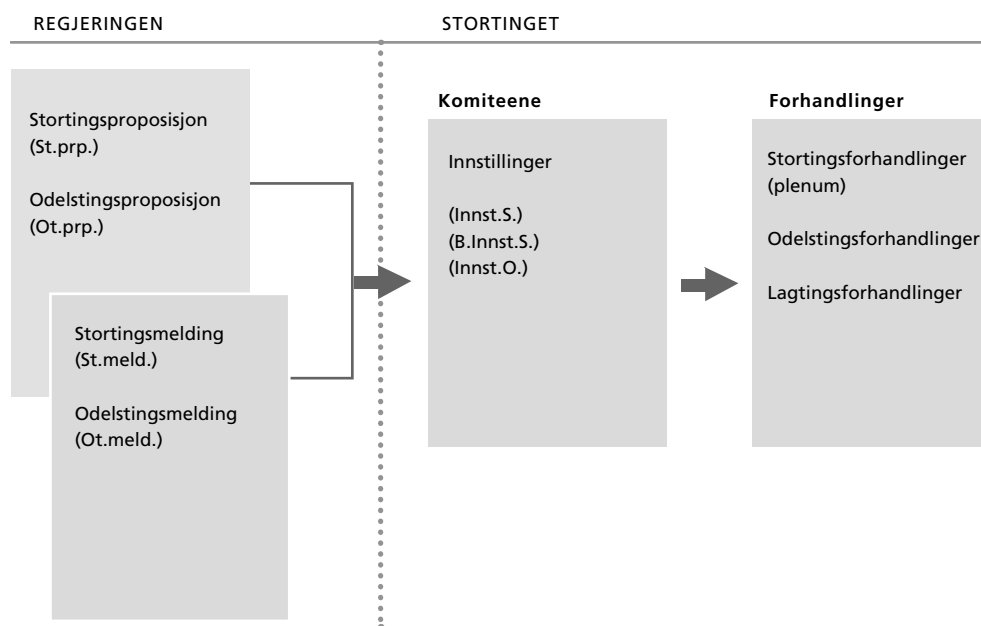 REGJERINGEN
STORTINGET
Stortingsproposisjon
(St.prp.)
Odelstingsproposisjon
(Ot.prp.)
Stortingsmelding
(St.meld.)
Odelstingsmelding
(Ot.meld.)
Komiteene
Innstillinger
(Innst.S.)
(B.Innst.S.)
(Innst.O.)
Forhandlinger
Stortingsforhandlinger
(plenum)
Odelstingsforhandlinger
Lagtingsforhandlinger